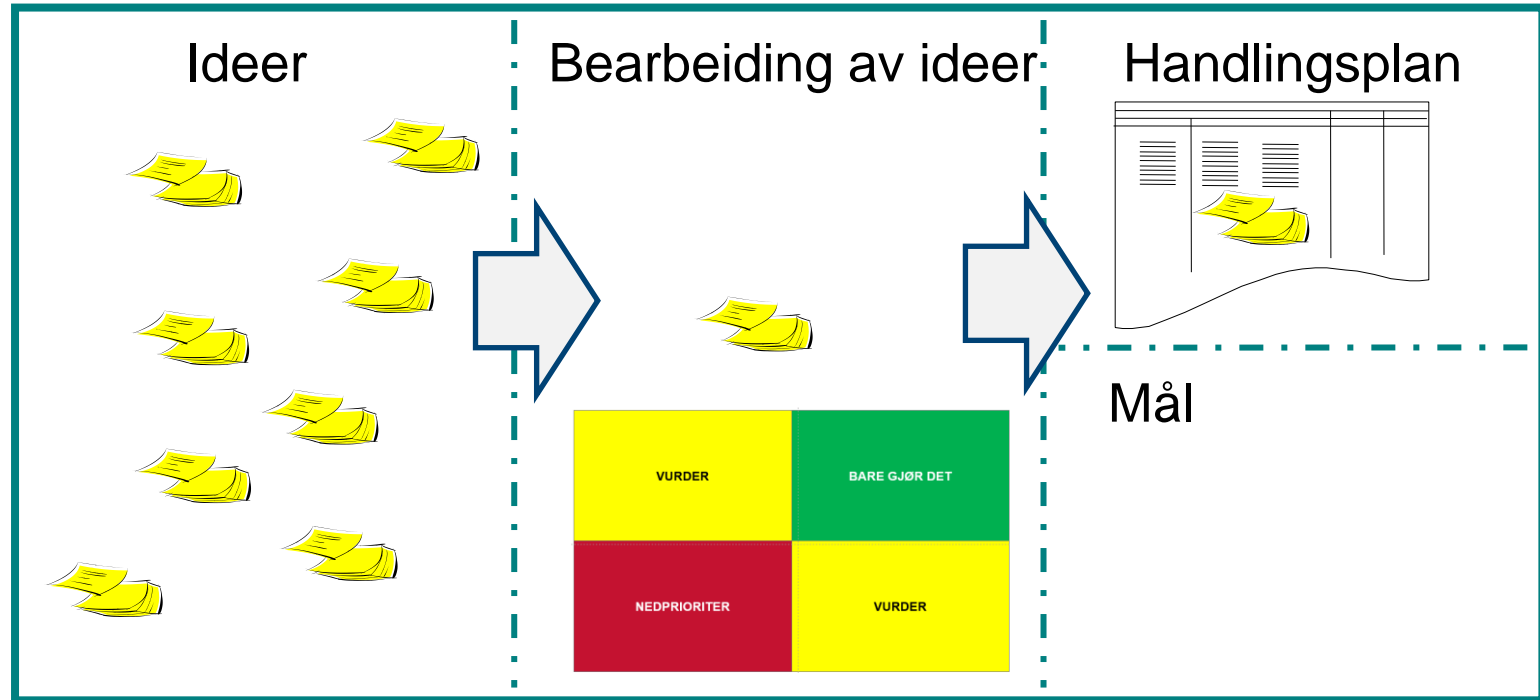 Ideer
Bearbeiding av ideer
Handlingsplan
Mål
VURDER
BARE GJØR DET
NEDPRIORITER
VURDER